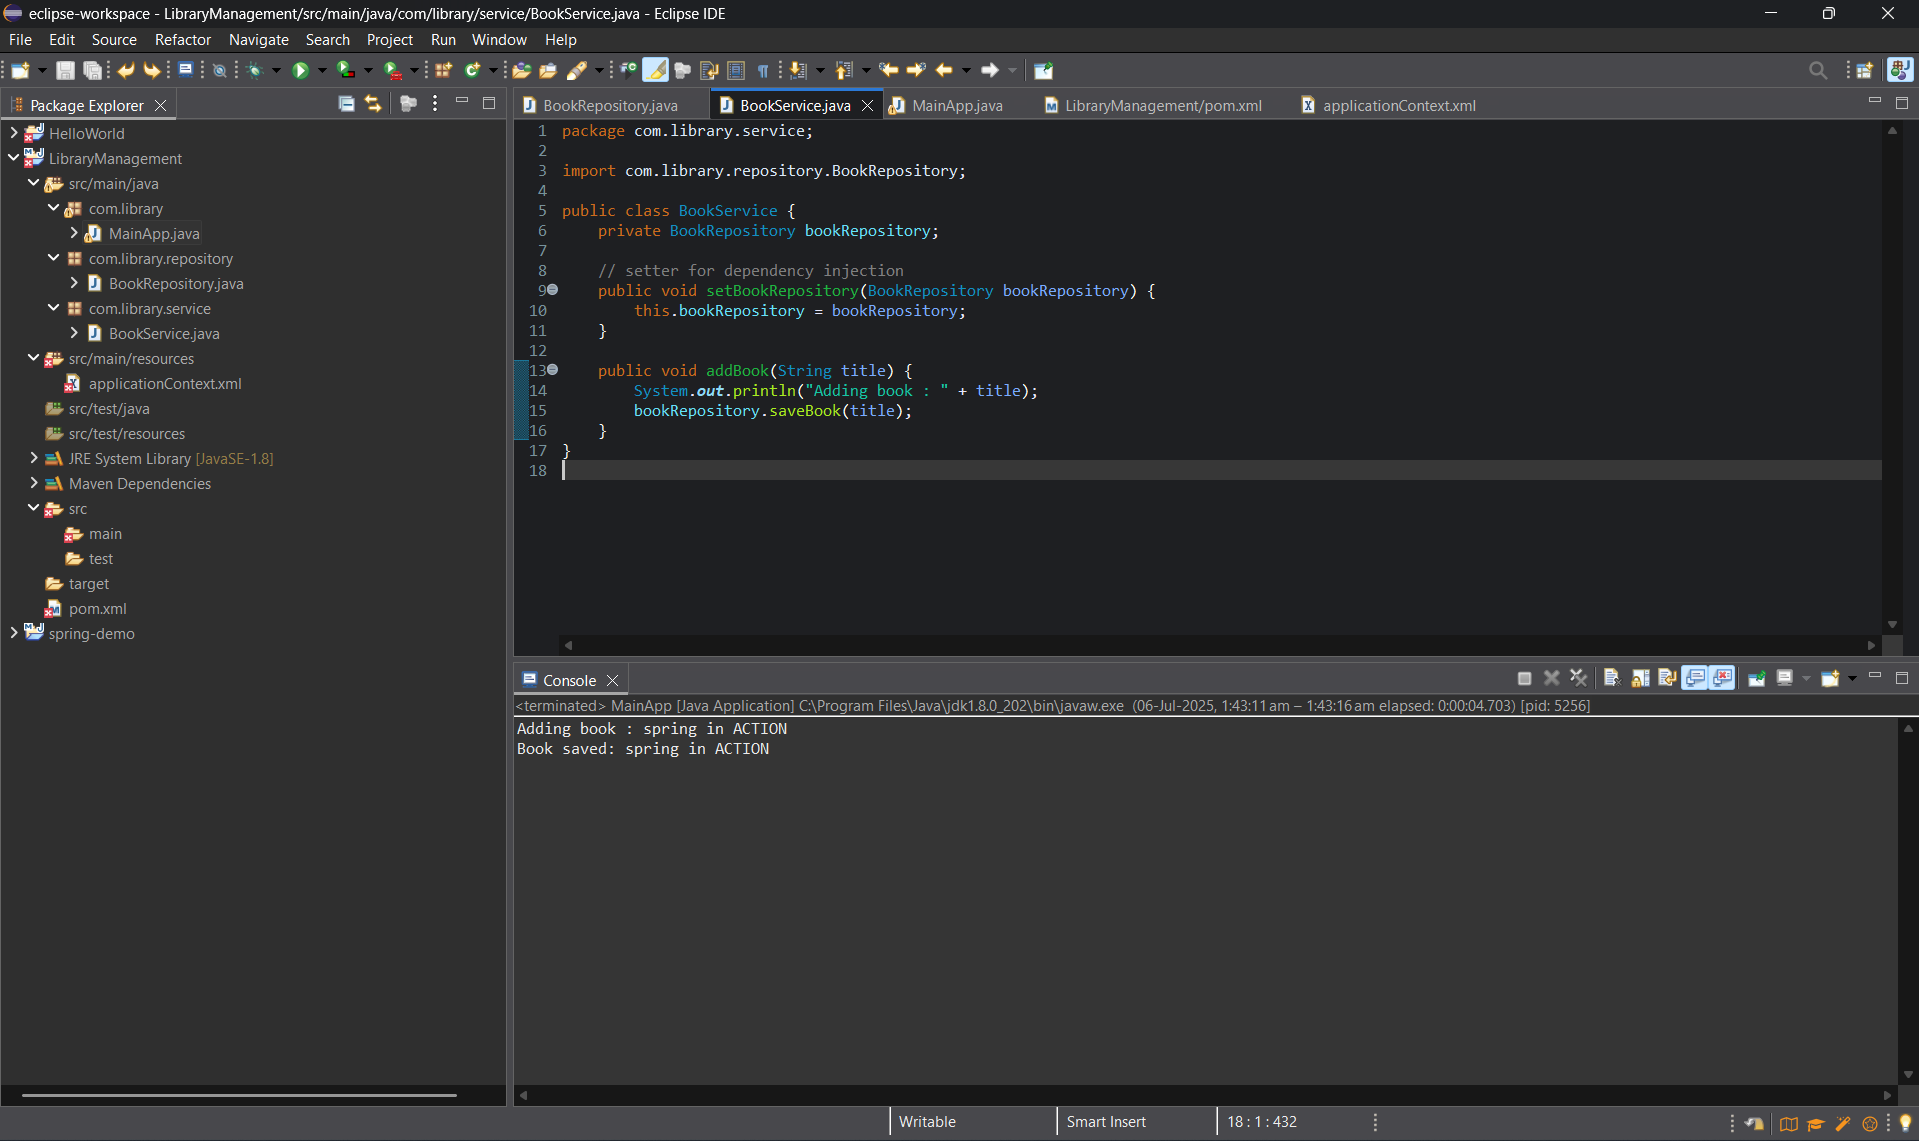 eclipse-workspace - LibraryManagement/src/main/java/com/library/service/BookService.java - Eclipse IDE
File Edit Source Refactor Navigate Search Project Run Window Help
Package Explorer
HelloWorld
LibraryManagement
src/main/java
com.library
MainApp.java
com.library.repository
BookRepository.java
com.library.service
BookService.java
src/main/resources
applicationContext.xml
src/test/java
src/test/resources
JRE System Library [JavaSE-1.8]
Maven Dependencies
src
main
test
target
pom.xml
spring-demo
BookRepository.java BookService.java MainApp.java LibraryManagement/pom.xml applicationContext.xml
1 package com.library.service;
2
3 import com.library.repository.BookRepository;
4
5 public class BookService {
6     private BookRepository bookRepository;
7
8     // setter for dependency injection
9     public void setBookRepository(BookRepository bookRepository) {
10         this.bookRepository = bookRepository;
11     }
12
13     public void addBook(String title) {
14         System.out.println("Adding book : " + title);
15         bookRepository.saveBook(title);
16     }
17 }
18
Console
<terminated> MainApp [Java Application] C:\Program Files\Java\jdk1.8.0_202\bin\javaw.exe (06-Jul-2025, 1:43:11 am – 1:43:16 am elapsed: 0:00:04.703) [pid: 5256]
Adding book : spring in ACTION
Book saved: spring in ACTION
Writable Smart Insert 18 : 1 : 432